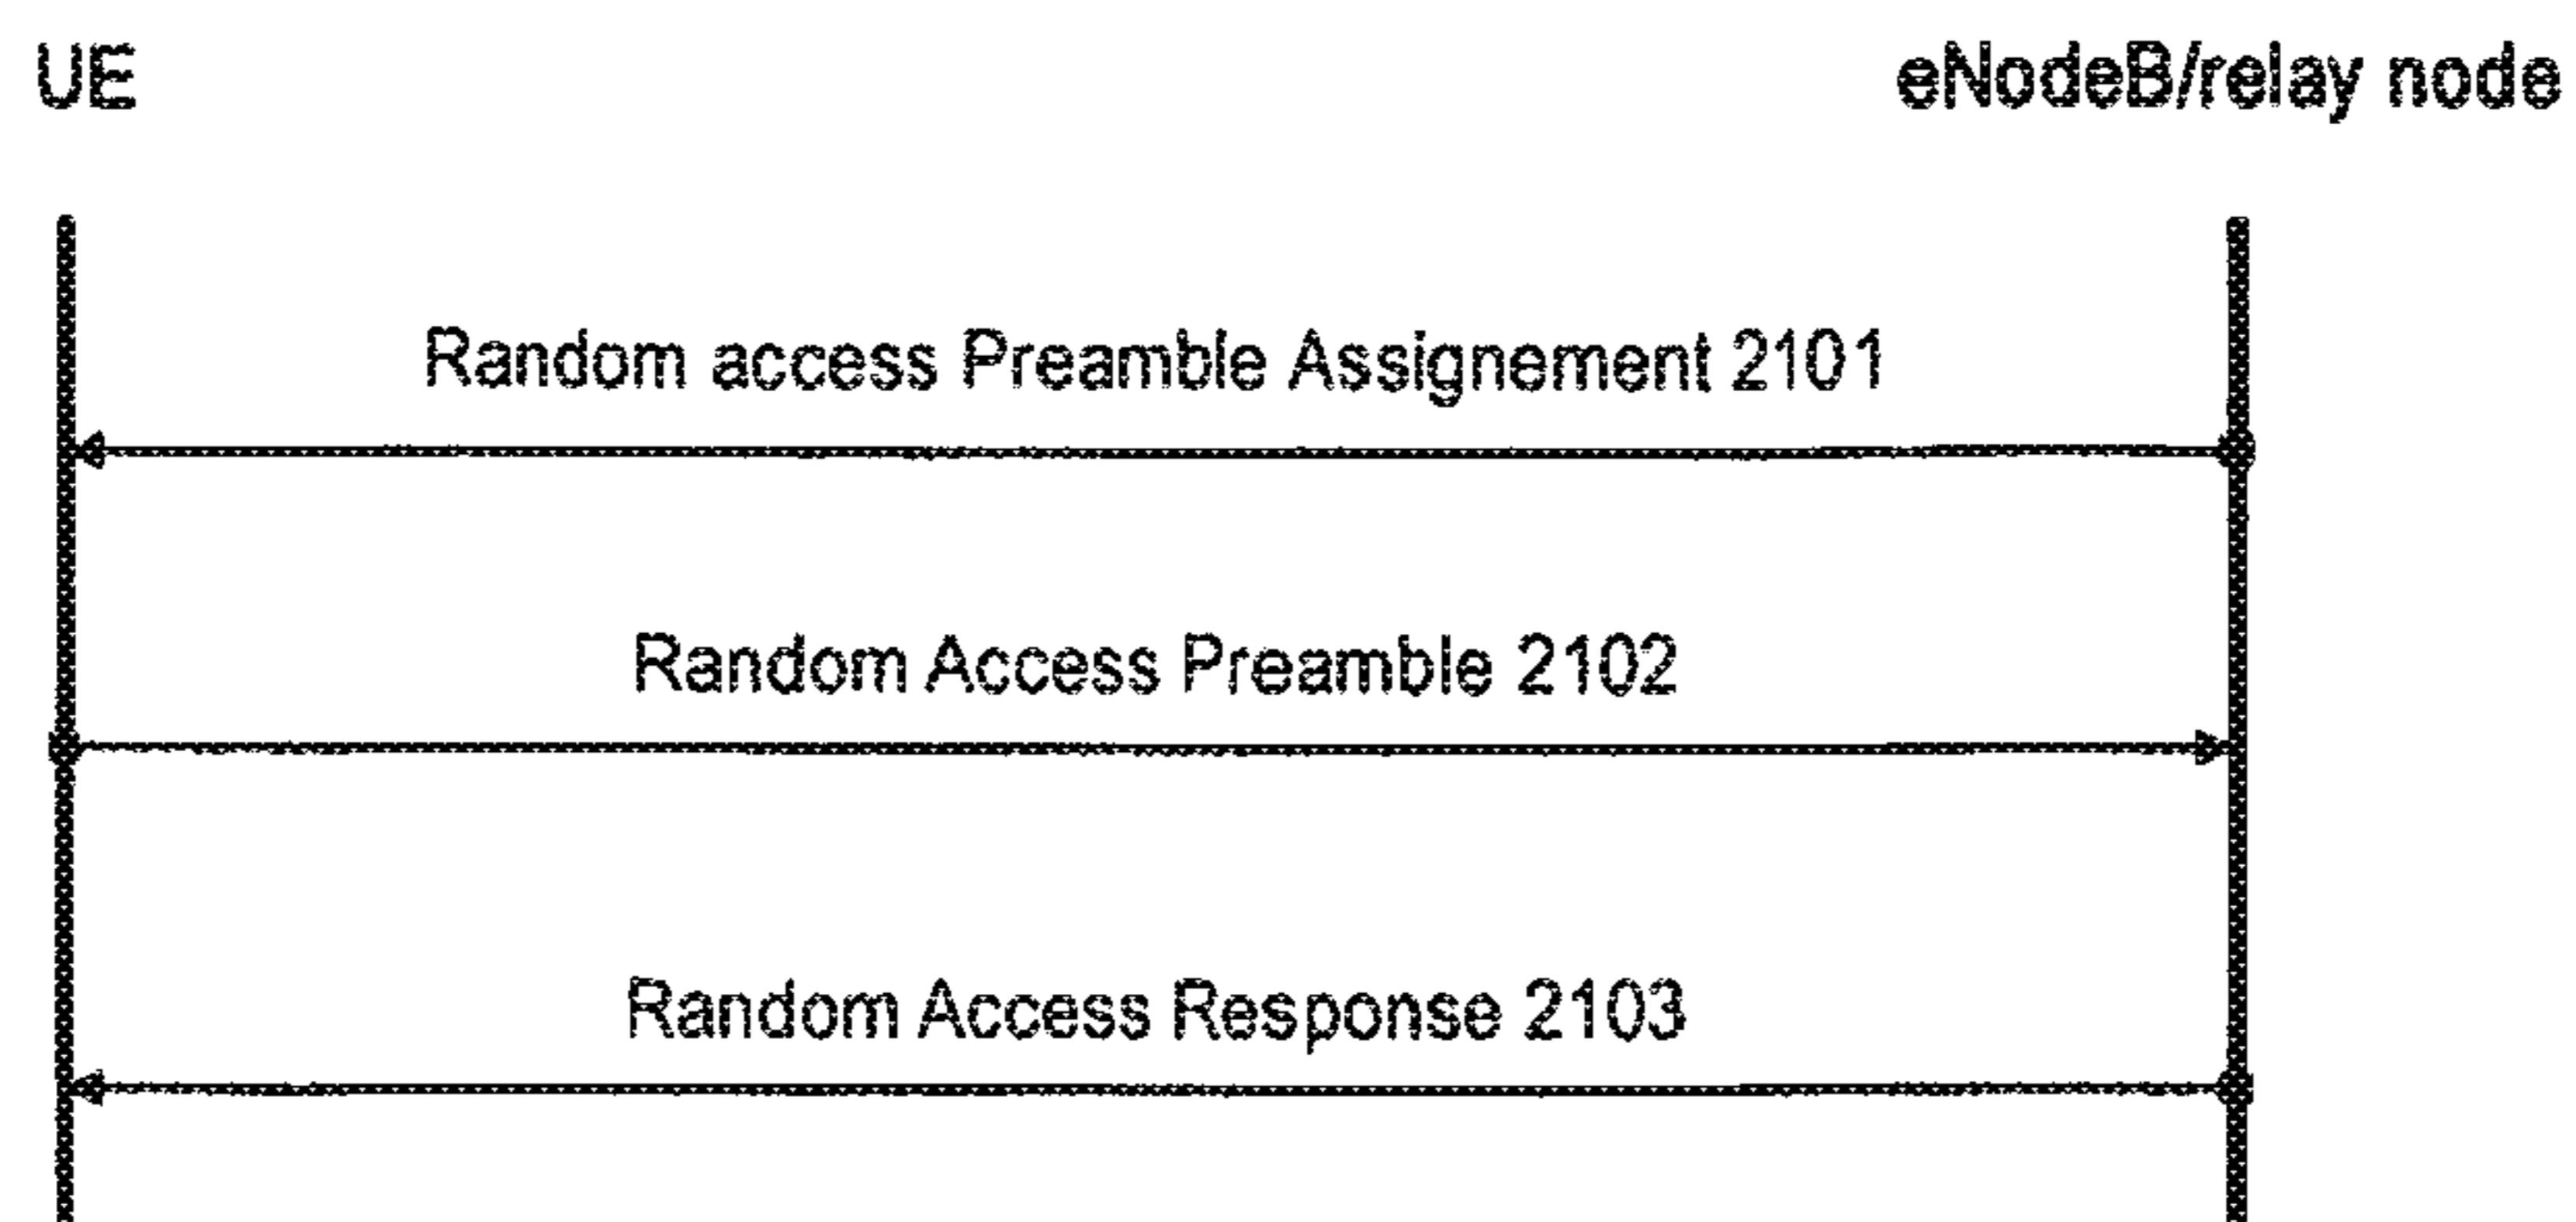 UE
eNodeB/relay node
Random access Preamble Assignement 2101
Random Access Preamble 2102
Random Access Response 2103